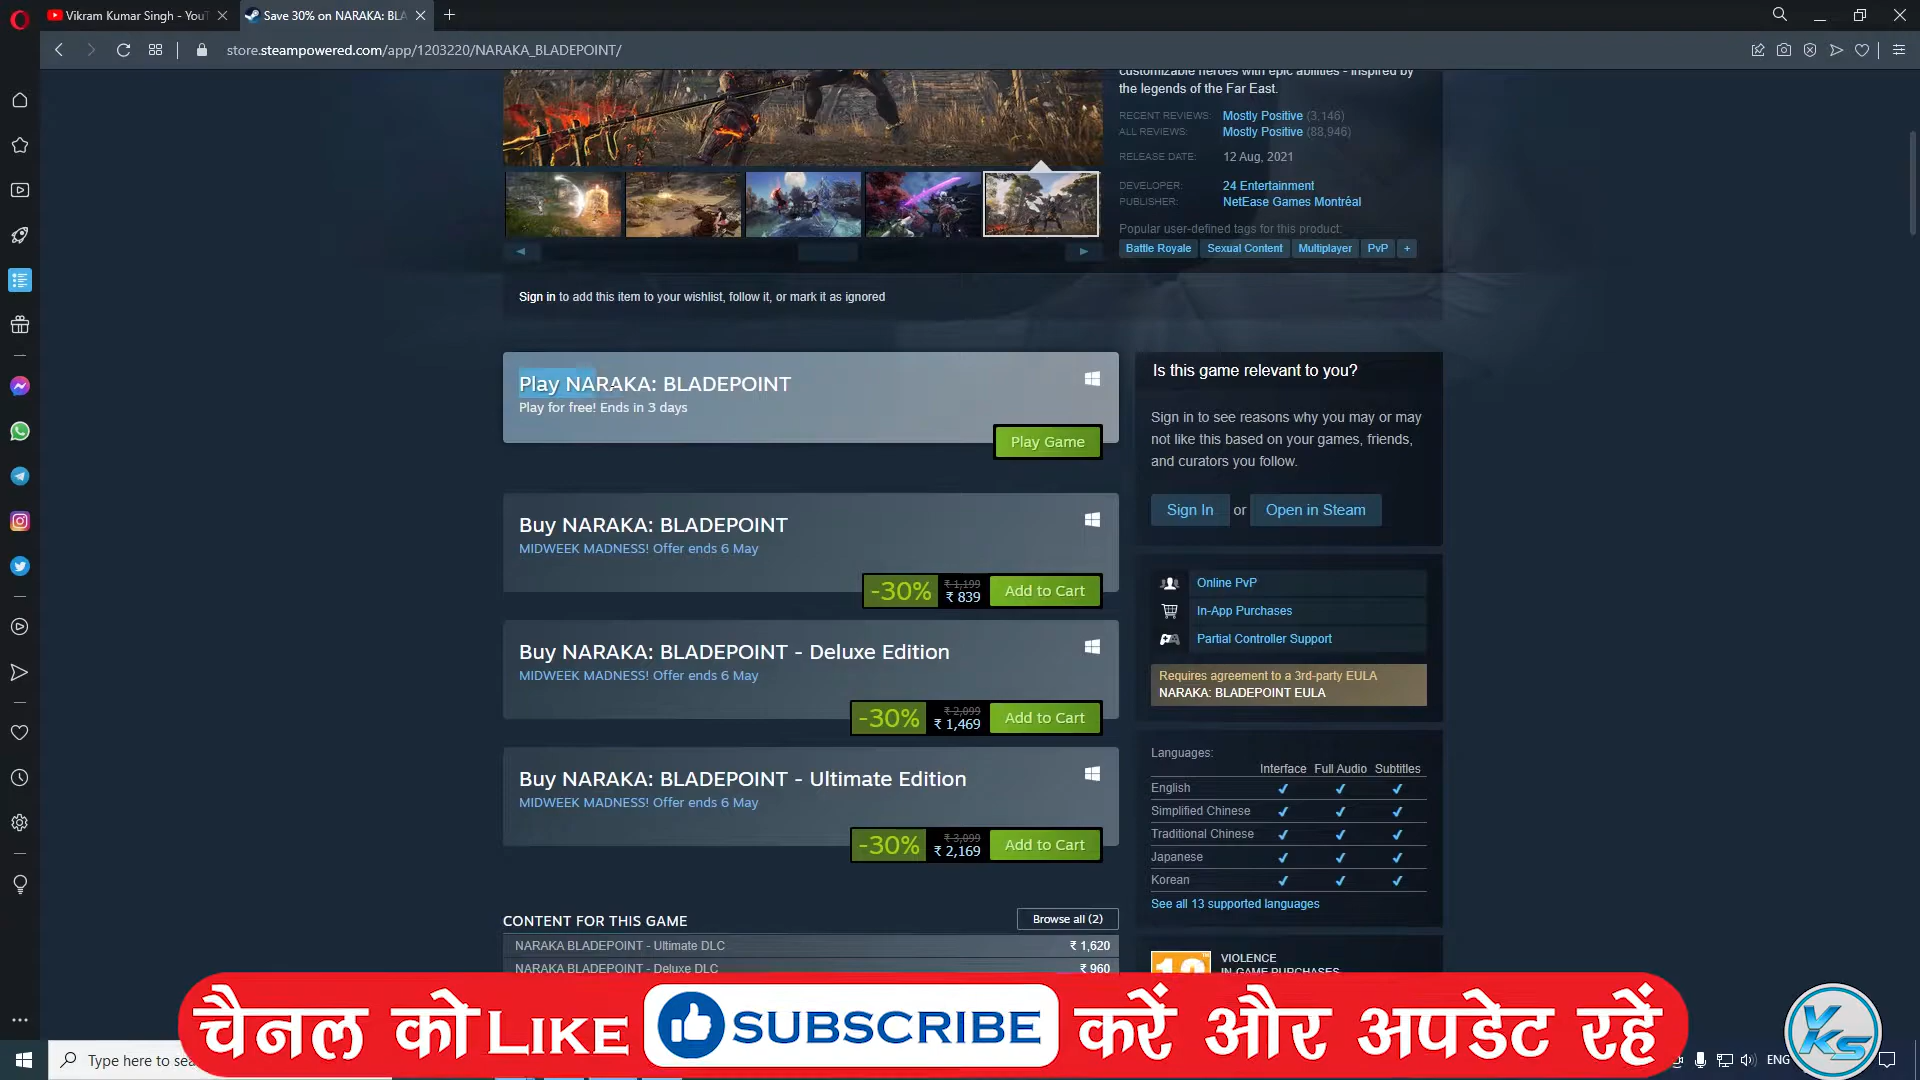 Vikram Kumar Singh - YouT
Save 30% on NARAKA: BLA
store.steampowered.com/app/1203220/NARAKA_BLADEPOINT/
customizable heroes with epic abilities - inspired by
the legends of the Far East.
RECENT REVIEWS: Mostly Positive (3,146)
ALL REVIEWS: Mostly Positive (88,946)
RELEASE DATE: 12 Aug, 2021
DEVELOPER: 24 Entertainment
PUBLISHER: NetEase Games Montréal
Popular user-defined tags for this product:
Battle Royale Sexual Content Multiplayer PvP +
Sign in to add this item to your wishlist, follow it, or mark it as ignored
Play NARAKA: BLADEPOINT
Play for free! Ends in 3 days
Play Game
Buy NARAKA: BLADEPOINT
MIDWEEK MADNESS! Offer ends 6 May
-30% ₹ 1,199 ₹ 839 Add to Cart
Buy NARAKA: BLADEPOINT - Deluxe Edition
MIDWEEK MADNESS! Offer ends 6 May
-30% ₹ 2,099 ₹ 1,469 Add to Cart
Buy NARAKA: BLADEPOINT - Ultimate Edition
MIDWEEK MADNESS! Offer ends 6 May
-30% ₹ 3,099 ₹ 2,169 Add to Cart
CONTENT FOR THIS GAME Browse all (2)
NARAKA BLADEPOINT - Ultimate DLC ₹ 1,620
NARAKA BLADEPOINT - Deluxe DLC ₹ 960
Is this game relevant to you?
Sign in to see reasons why you may or may
not like this based on your games, friends,
and curators you follow.
Sign In or Open in Steam
Online PvP
In-App Purchases
Partial Controller Support
Requires agreement to a 3rd-party EULA
NARAKA: BLADEPOINT EULA
Languages:
Interface Full Audio Subtitles
English ✔ ✔ ✔
Simplified Chinese ✔ ✔ ✔
Traditional Chinese ✔ ✔ ✔
Japanese ✔ ✔ ✔
Korean ✔ ✔ ✔
See all 13 supported languages
VIOLENCE
IN-GAME PURCHASES
चैनल को LIKE SUBSCRIBE करें और अपडेट रहें
Type here to sea
ENG
YKS